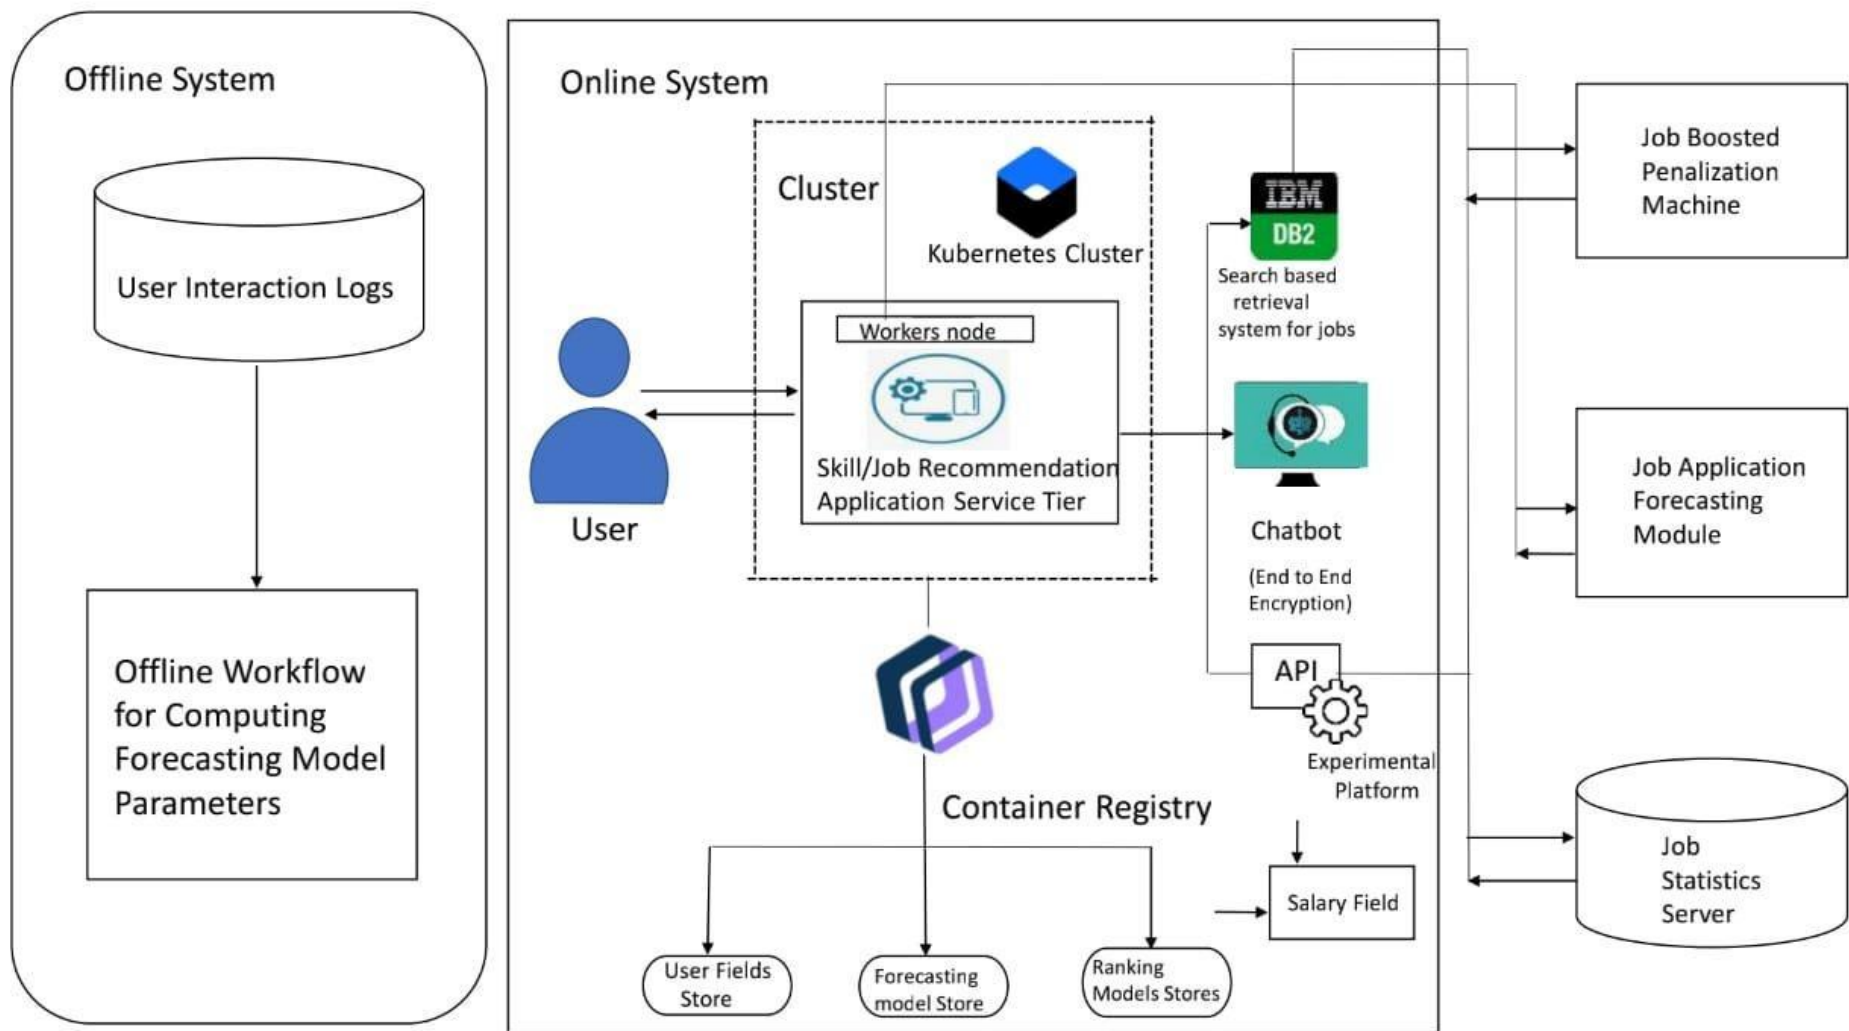 Offline System
User Interaction Logs
Offline Workflow
for Computing
Forecasting Model
Parameters
Online System
Cluster
Kubernetes Cluster
Workers node
Skill/Job Recommendation
Application Service Tier
User
IBM
DB2
Search based
retrieval
system for jobs
Chatbot
(End to End
Encryption)
API
Experimental
Platform
Container Registry
Salary Field
User Fields
Store
Forecasting
model Store
Ranking
Models Stores
Job Boosted
Penalization
Machine
Job Application
Forecasting
Module
Job
Statistics
Server